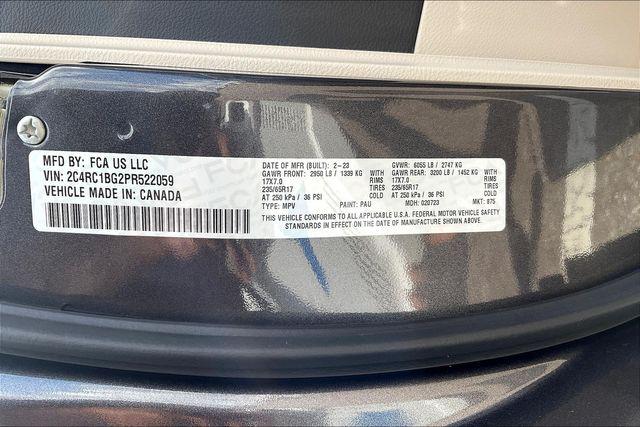 MFD BY: FCA US LLC
VIN: 2C4RC1BG2PR522059
VEHICLE MADE IN: CANADA
DATE OF MFR (BUILT): 2-23 GVWR: 6055 LB / 2747 KG
GAWR FRONT: 2950 LB / 1339 KG WITH GAWR REAR: 3200 LB / 1452 KG WITH
17X7.0 TIRES 17X7.0 TIRES
235/65R17 235/65R17
AT 250 kPa / 36 PSI COLD AT 250 kPa / 36 PSI COLD
TYPE: MPV PAINT: PAU MDH: 020723 MKT: 875
THIS VEHICLE CONFORMS TO ALL APPLICABLE U.S.A. FEDERAL MOTOR VEHICLE SAFETY
STANDARDS IN EFFECT ON THE DATE OF MANUFACTURE SHOWN ABOVE.